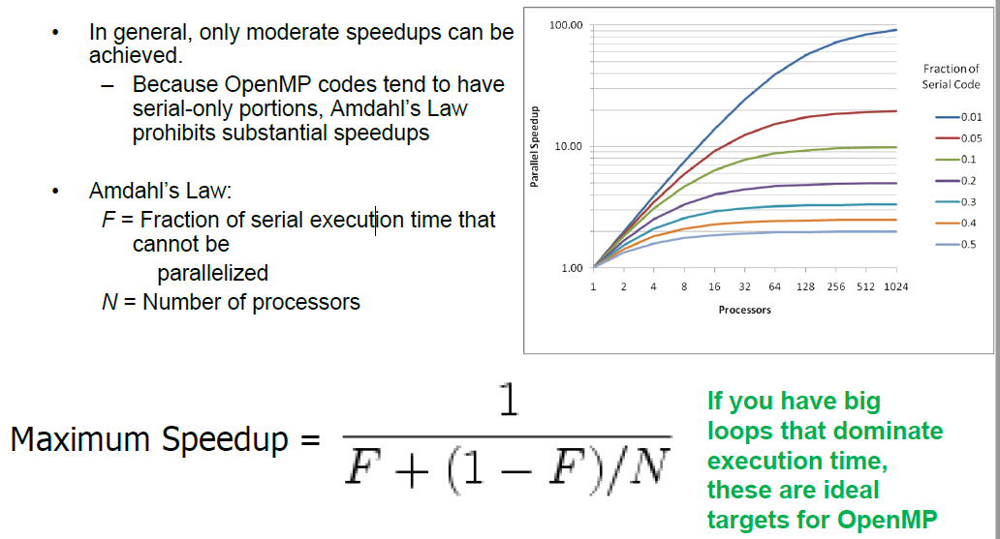 • In general, only moderate speedups can be
achieved.
– Because OpenMP codes tend to have
serial-only portions, Amdahl's Law
prohibits substantial speedups
• Amdahl's Law:
F = Fraction of serial execution time that
cannot be
parallelized
N = Number of processors
100.00
10.00
1.00
Parallel Speedup
1 2 4 8 16 32 64 128 256 512 1024
Processors
Fraction of
Serial Code
0.01
0.05
0.1
0.2
0.3
0.4
0.5
Maximum Speedup =
1
F + (1 − F)/N
If you have big
loops that dominate
execution time,
these are ideal
targets for OpenMP